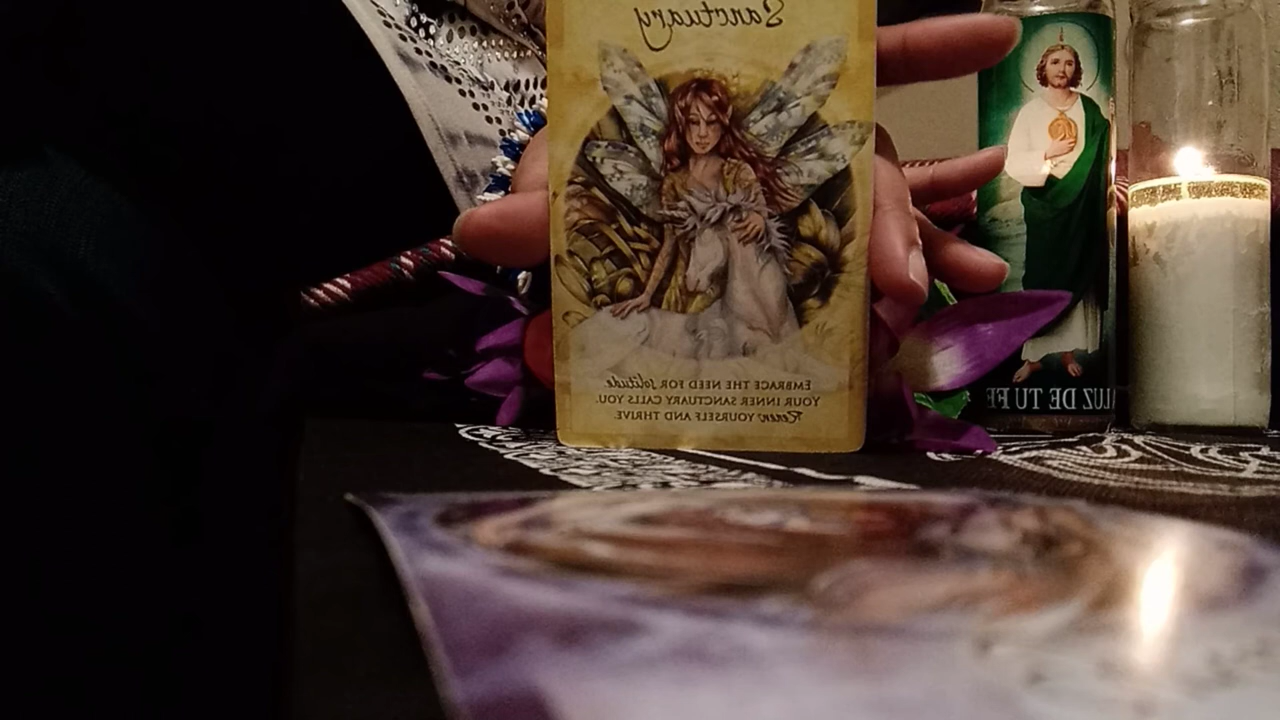 Sanctuary
EMBRACE THE NEED FOR solitude.
YOUR INNER SANCTUARY CALLS YOU.
Renew YOURSELF AND THRIVE.
LUZ DE TU FE